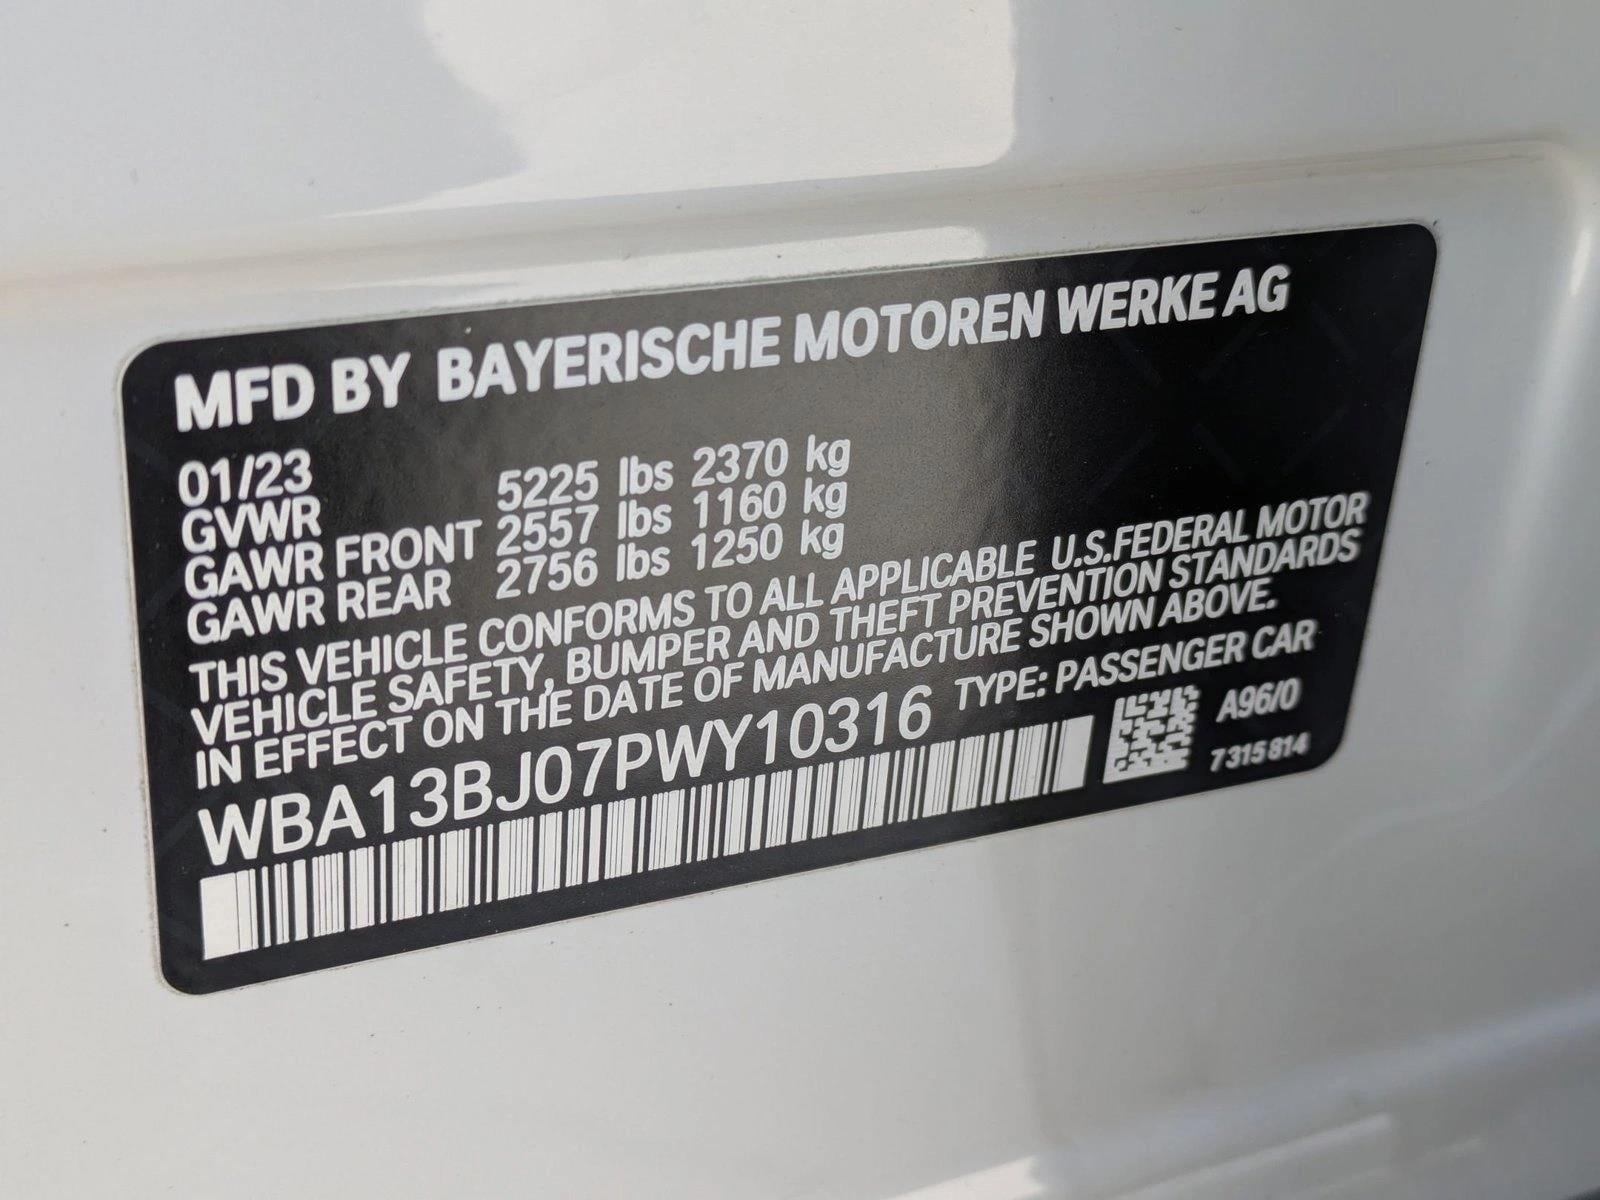 MFD BY BAYERISCHE MOTOREN WERKE AG
01/23
GVWR 5225 lbs 2370 kg
GAWR FRONT 2557 lbs 1160 kg
GAWR REAR 2756 lbs 1250 kg
THIS VEHICLE CONFORMS TO ALL APPLICABLE U.S.FEDERAL MOTOR
VEHICLE SAFETY, BUMPER AND THEFT PREVENTION STANDARDS
IN EFFECT ON THE DATE OF MANUFACTURE SHOWN ABOVE.
WBA13BJ07PWY10316 TYPE: PASSENGER CAR
A96/0
7 315 814